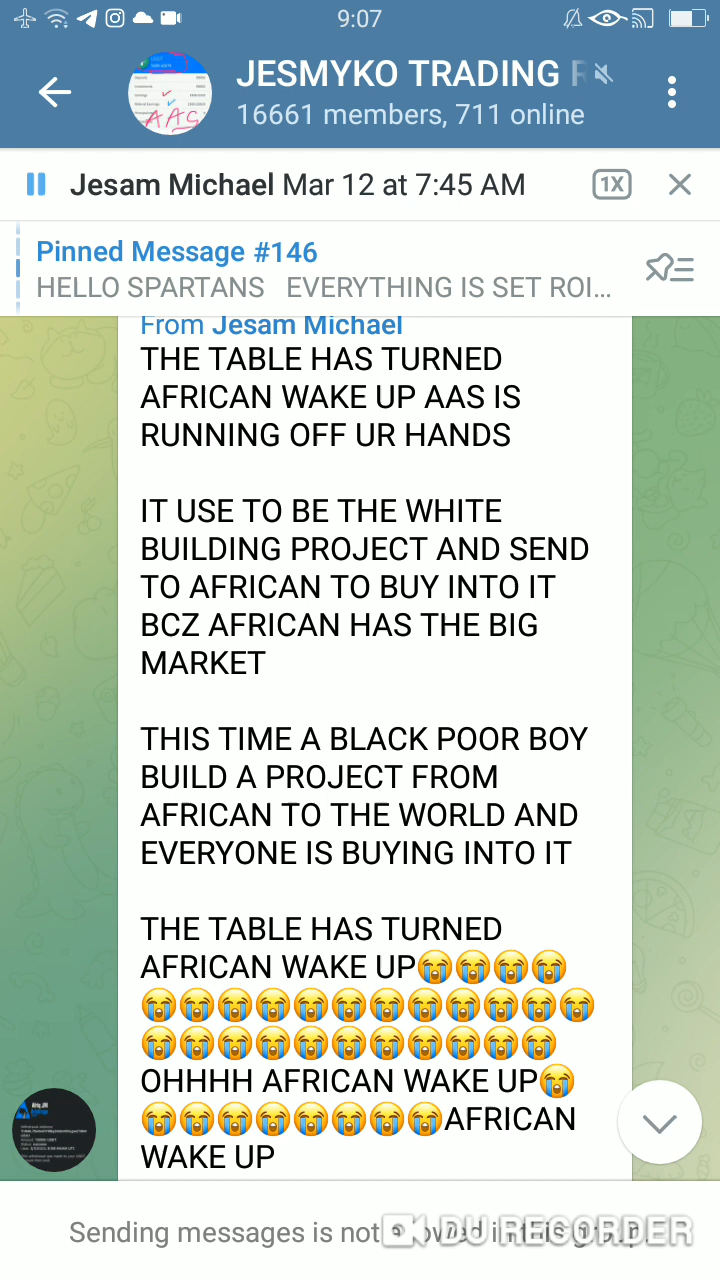 9:07
JESMYKO TRADING
16661 members, 711 online
Jesam Michael Mar 12 at 7:45 AM
1X
Pinned Message #146
HELLO SPARTANS EVERYTHING IS SET ROI...
From Jesam Michael
THE TABLE HAS TURNED
AFRICAN WAKE UP AAS IS
RUNNING OFF UR HANDS
IT USE TO BE THE WHITE
BUILDING PROJECT AND SEND
TO AFRICAN TO BUY INTO IT
BCZ AFRICAN HAS THE BIG
MARKET
THIS TIME A BLACK POOR BOY
BUILD A PROJECT FROM
AFRICAN TO THE WORLD AND
EVERYONE IS BUYING INTO IT
THE TABLE HAS TURNED
AFRICAN WAKE UP😭😭😭😭
😭😭😭😭😭😭😭😭😭😭😭😭
😭😭😭😭😭😭😭😭😭😭😭
OHHHH AFRICAN WAKE UP😭
😭😭😭😭😭😭😭😭AFRICAN
WAKE UP
Sending messages is not allowed in this group.
DU RECORDER